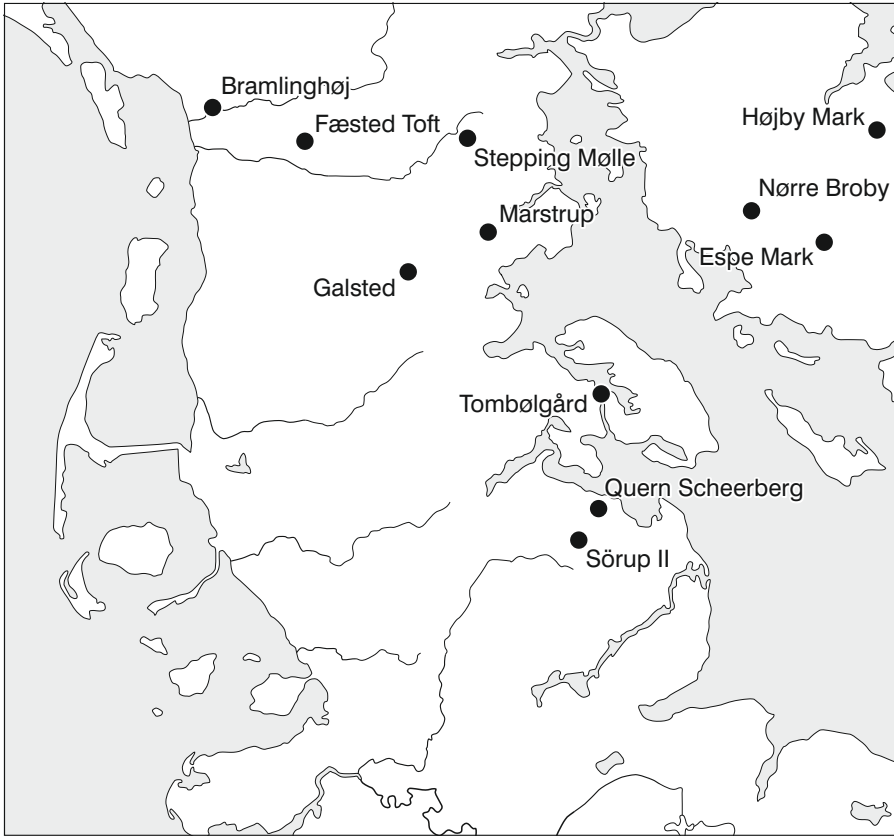 Bramlinghøj
Fæsted Toft
Højby Mark
Stepping Mølle
Nørre Broby
Marstrup
Espe Mark
Galsted
Tombølgård
Quern Scheerberg
Sörup II